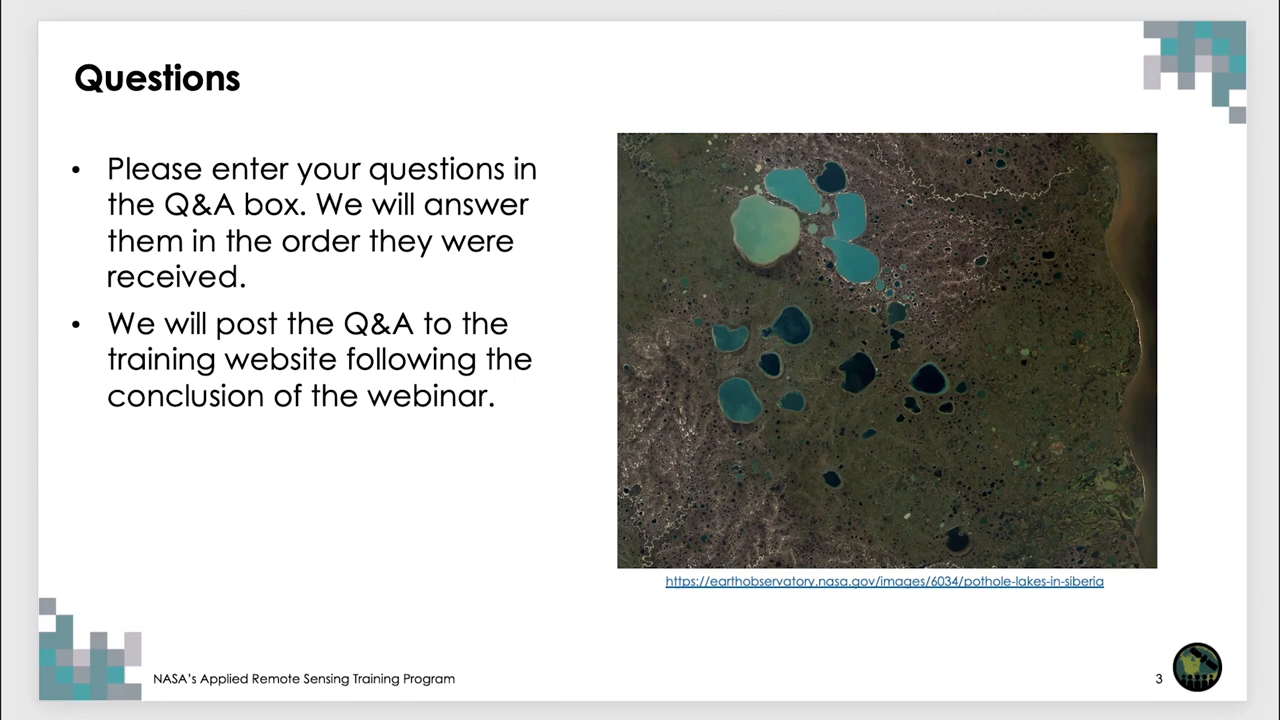 Questions
• Please enter your questions in
the Q&A box. We will answer
them in the order they were
received.
• We will post the Q&A to the
training website following the
conclusion of the webinar.
https://earthobservatory.nasa.gov/images/6034/pothole-lakes-in-siberia
NASA's Applied Remote Sensing Training Program
3